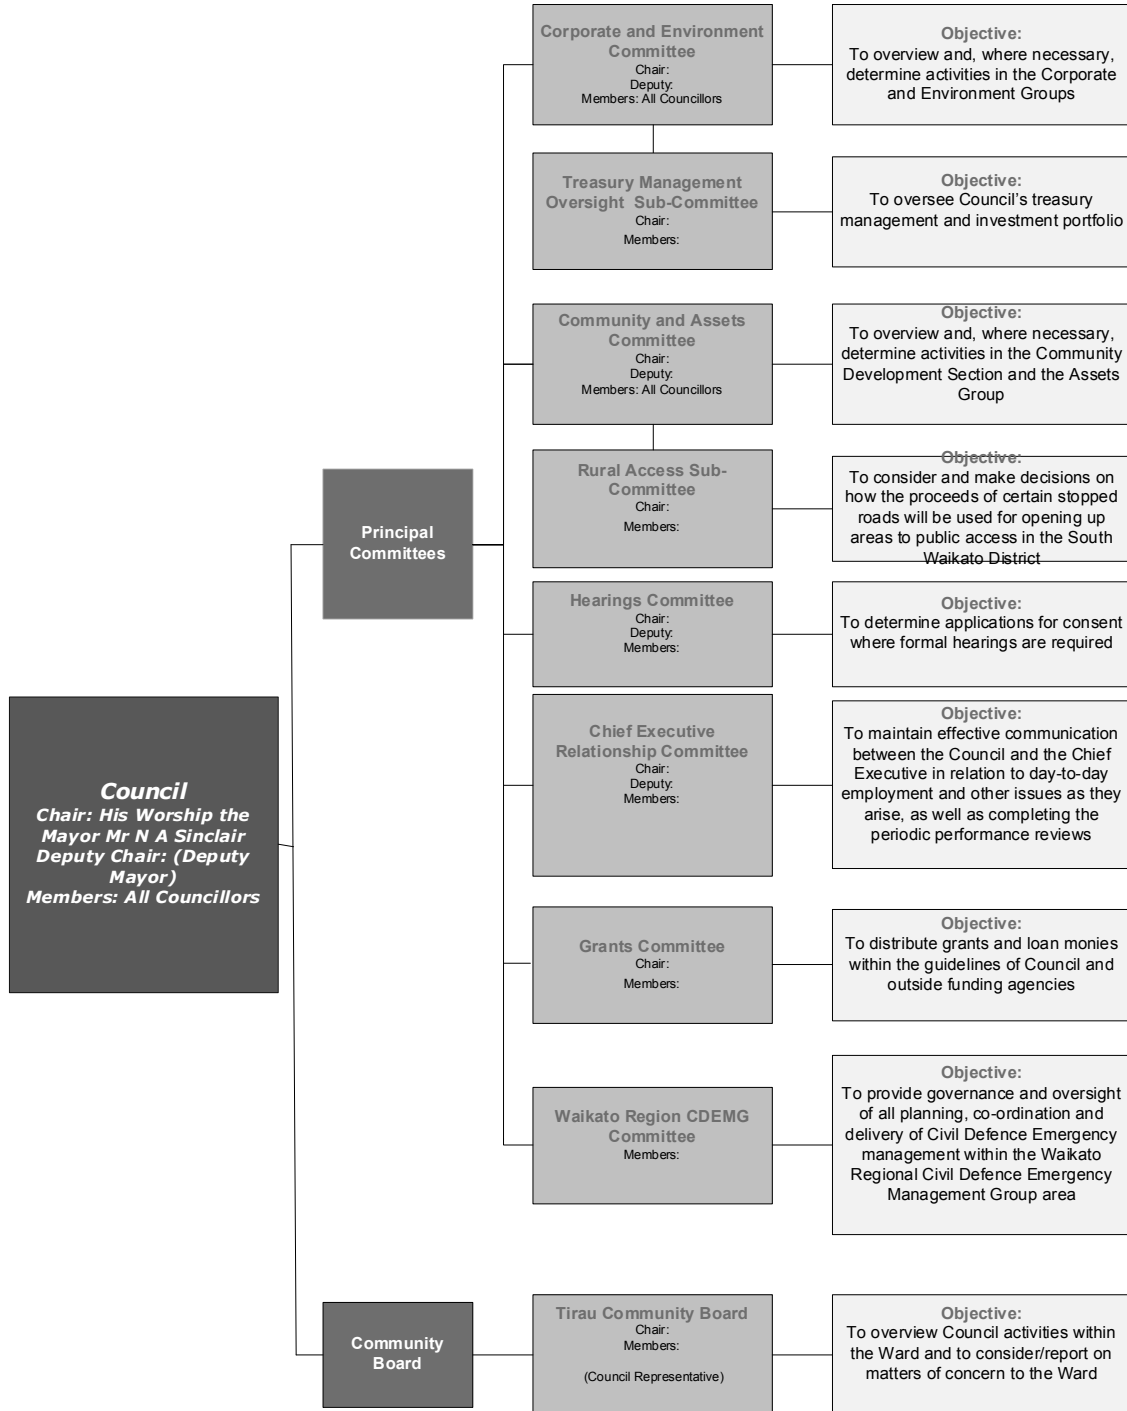 Corporate and Environment
Committee
Chair:
Deputy:
Members: All Councillors
Objective:
To overview and, where necessary,
determine activities in the Corporate
and Environment Groups
Treasury Management
Oversight Sub-Committee
Chair:
Members:
Objective:
To oversee Council’s treasury
management and investment portfolio
Community and Assets
Committee
Chair:
Deputy:
Members: All Councillors
Objective:
To overview and, where necessary,
determine activities in the Community
Development Section and the Assets
Group
Rural Access Sub-
Committee
Chair:
Members:
Objective:
To consider and make decisions on
how the proceeds of certain stopped
roads will be used for opening up
areas to public access in the South
Waikato District
Principal
Committees
Hearings Committee
Chair:
Deputy:
Members:
Objective:
To determine applications for consent
where formal hearings are required
Chief Executive
Relationship Committee
Chair:
Deputy:
Members:
Objective:
To maintain effective communication
between the Council and the Chief
Executive in relation to day-to-day
employment and other issues as they
arise, as well as completing the
periodic performance reviews
Council
Chair: His Worship the
Mayor Mr N A Sinclair
Deputy Chair: (Deputy
Mayor)
Members: All Councillors
Grants Committee
Chair:
Members:
Objective:
To distribute grants and loan monies
within the guidelines of Council and
outside funding agencies
Waikato Region CDEMG
Committee
Members:
Objective:
To provide governance and oversight
of all planning, co-ordination and
delivery of Civil Defence Emergency
management within the Waikato
Regional Civil Defence Emergency
Management Group area
Community
Board
Tirau Community Board
Chair:
Members:
(Council Representative)
Objective:
To overview Council activities within
the Ward and to consider/report on
matters of concern to the Ward